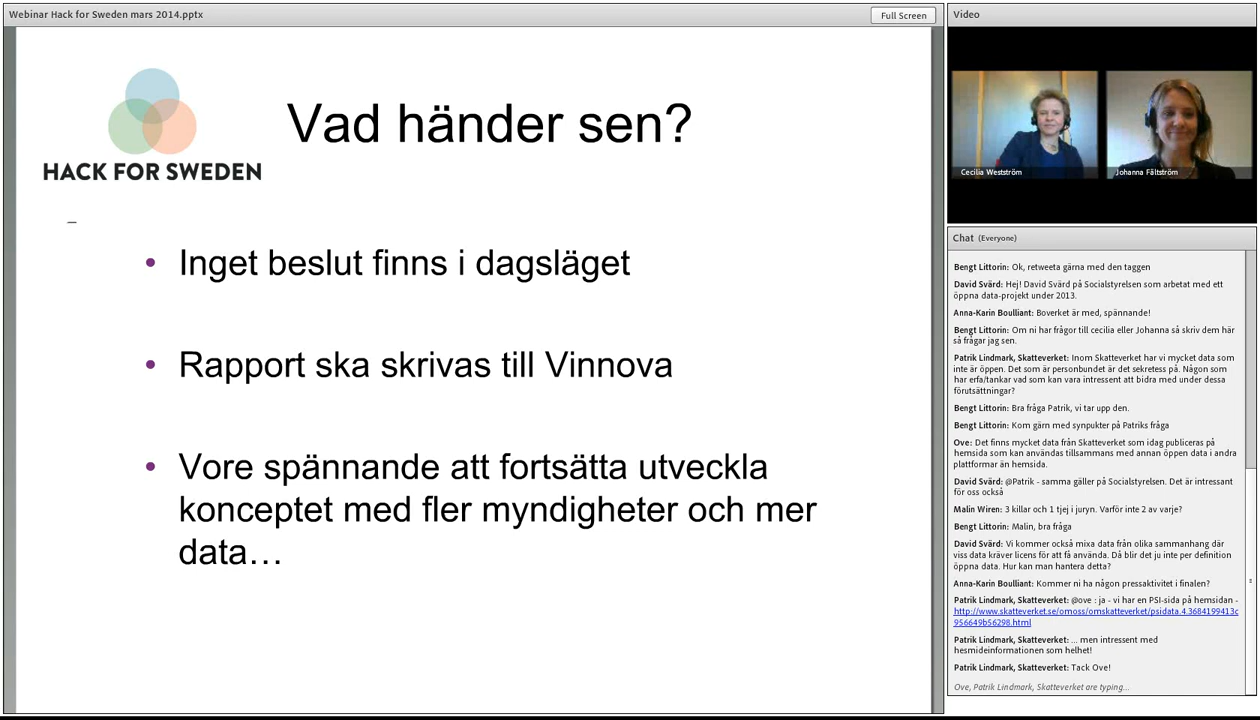 Webinar Hack for Sweden mars 2014.pptx
Full Screen
HACK FOR SWEDEN
Vad händer sen?
–
• Inget beslut finns i dagsläget
• Rapport ska skrivas till Vinnova
• Vore spännande att fortsätta utveckla
konceptet med fler myndigheter och mer
data…
Video
Cecilia Weström
Johanna Fältström
Chat (Everyone)
Bengt Littorin: Ok, retweeta gärna med den taggen
David Svärd: Hej! David Svärd på Socialstyrelsen som arbetat med ett
öppna data-projekt under 2013.
Anna-Karin Boulliant: Boverket är med, spännande!
Bengt Littorin: Om ni har frågor till cecilia eller Johanna så skriv dem här
så frågar jag sen.
Patrik Lindmark, Skatteverket: Inom Skatteverket har vi mycket data som
inte är öppen. Det som är personbundet är det sekretess på. Någon som
har erfa/tankar vad som kan vara intressent att bidra med under dessa
förutsättningar?
Bengt Littorin: Bra fråga Patrik, vi tar upp den.
Bengt Littorin: Kom gärn med synpukter på Patriks fråga
Ove: Det finns mycket data från Skatteverket som idag publiceras på
hemsida som kan användas tillsammans med annan öppen data i andra
plattformar än hemsida.
David Svärd: @Patrik - samma gäller på Socialstyrelsen. Det är intressant
för oss också
Malin Wiren: 3 killar och 1 tjej i juryn. Varför inte 2 av varje?
Bengt Littorin: Malin, bra fråga
David Svärd: Vi kommer också mixa data från olika sammanhang där
viss data kräver licens för att få använda. Då blir det ju inte per definition
öppna data. Hur kan man hantera detta?
Anna-Karin Boulliant: Kommer ni ha någon pressaktivitet i finalen?
Patrik Lindmark, Skatteverket: @ove : ja - vi har en PSI-sida på hemsidan -
http://www.skatteverket.se/omoss/omskatteverket/psidata.4.3684199413c
956649b56298.html
Patrik Lindmark, Skatteverket: ... men intressent med
hesmideinformationen som helhet!
Patrik Lindmark, Skatteverket: Tack Ove!
Ove, Patrik Lindmark, Skatteverket are typing...